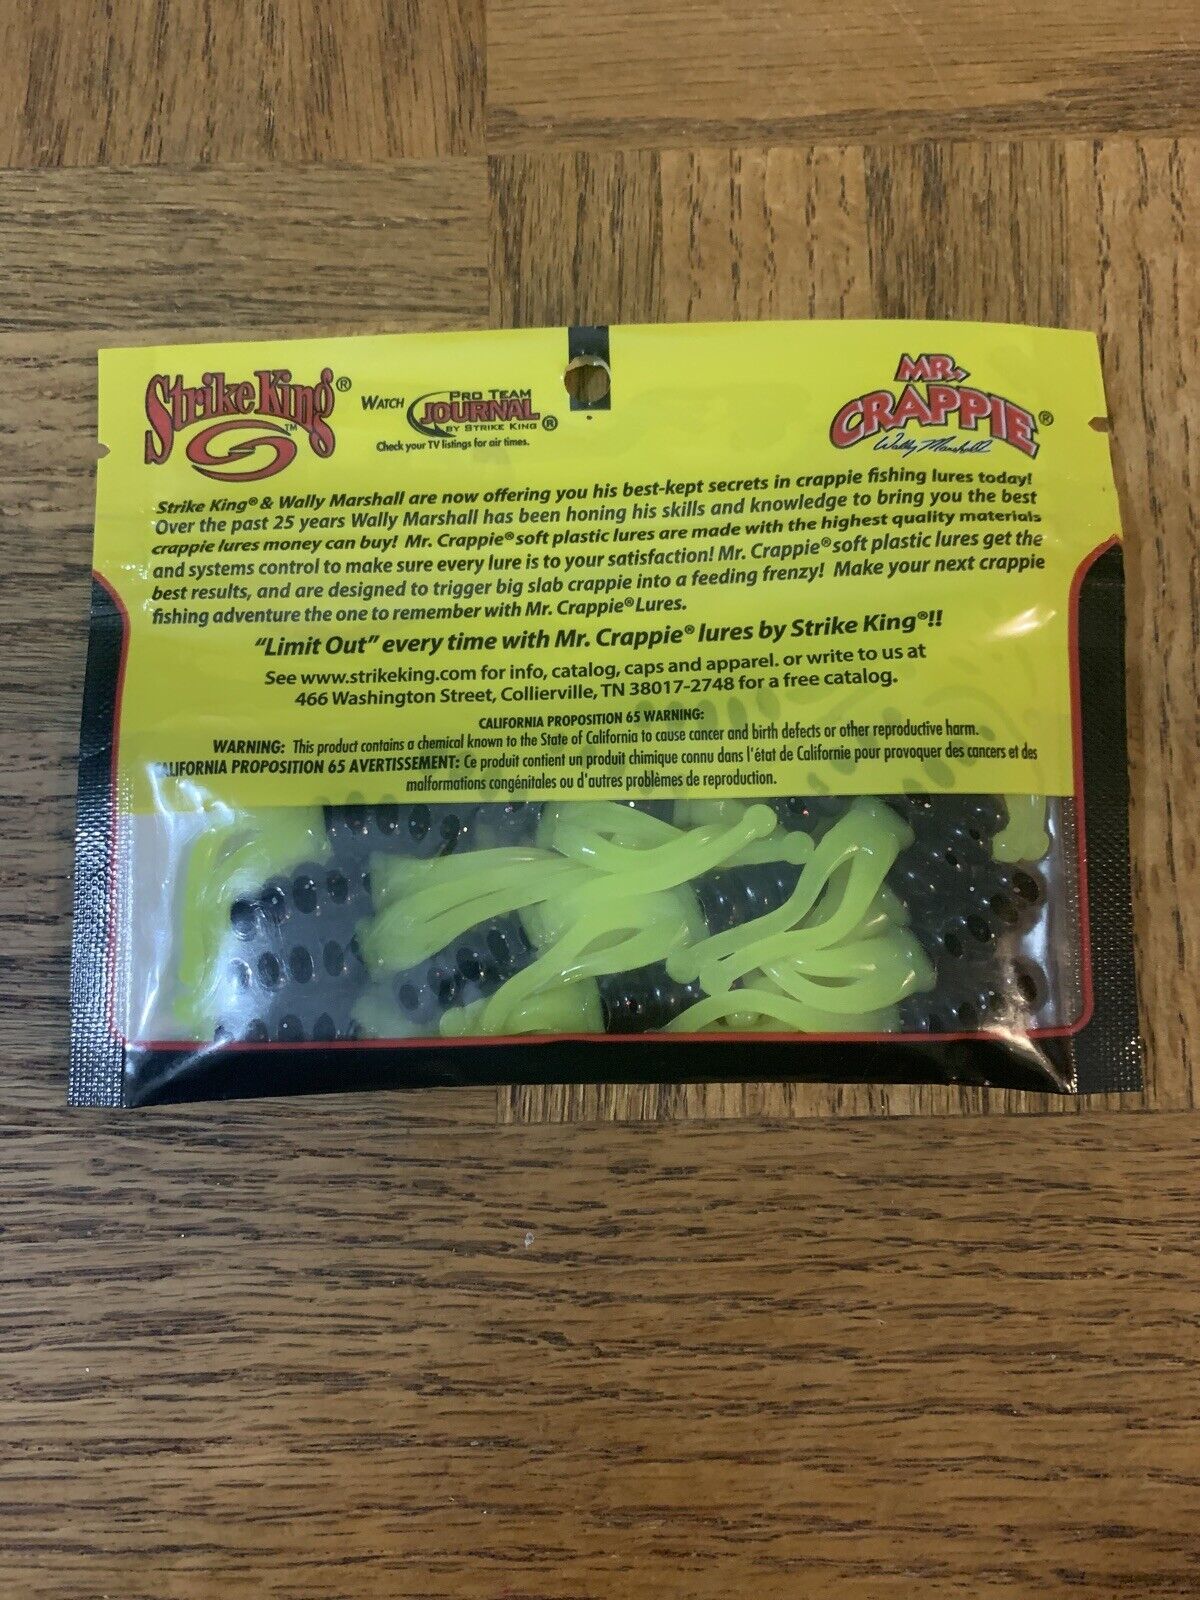 Strike King®
TM
WATCH PRO TEAM JOURNAL BY STRIKE KING®
Check your TV listings for air times.
MR. CRAPPIE®
Wally Marshall
Strike King® & Wally Marshall are now offering you his best-kept secrets in crappie fishing lures today!
Over the past 25 years Wally Marshall has been honing his skills and knowledge to bring you the best
crappie lures money can buy! Mr. Crappie® soft plastic lures are made with the highest quality materials
and systems control to make sure every lure is to your satisfaction! Mr. Crappie® soft plastic lures get the
best results, and are designed to trigger big slab crappie into a feeding frenzy! Make your next crappie
fishing adventure the one to remember with Mr. Crappie® Lures.
"Limit Out" every time with Mr. Crappie® lures by Strike King®!!
See www.strikeking.com for info, catalog, caps and apparel. or write to us at
466 Washington Street, Collierville, TN 38017-2748 for a free catalog.
CALIFORNIA PROPOSITION 65 WARNING:
WARNING: This product contains a chemical known to the State of California to cause cancer and birth defects or other reproductive harm.
CALIFORNIA PROPOSITION 65 AVERTISSEMENT: Ce produit contient un produit chimique connu dans l'état de Californie pour provoquer des cancers et des
malformations congénitales ou d'autres problèmes de reproduction.